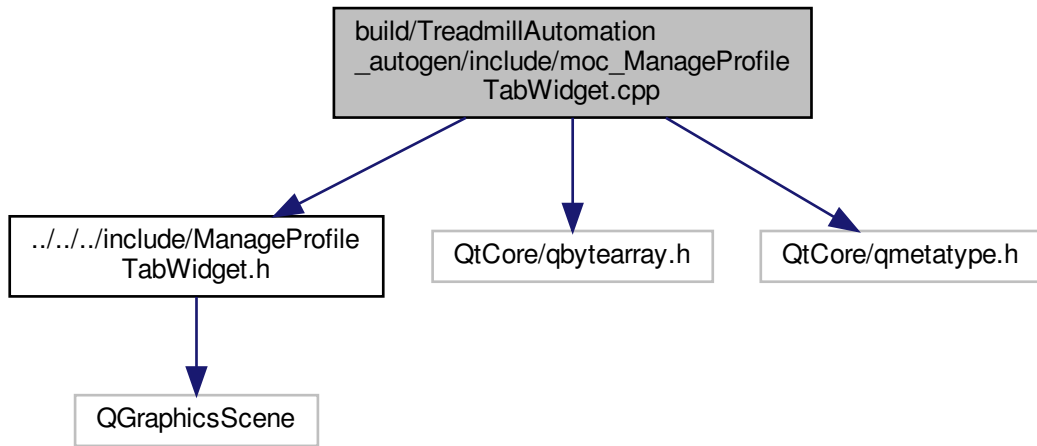 build/TreadmillAutomation
_autogen/include/moc_ManageProfile
TabWidget.cpp
../../../include/ManageProfile
TabWidget.h
QtCore/qbytearray.h
QtCore/qmetatype.h
QGraphicsScene